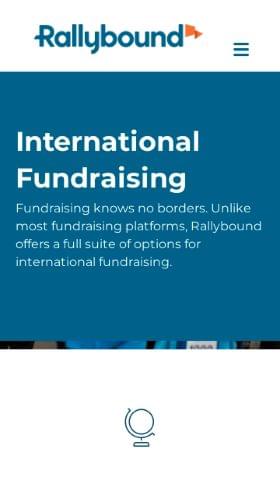 Rallybound
International
Fundraising
Fundraising knows no borders. Unlike
most fundraising platforms, Rallybound
offers a full suite of options for
international fundraising.